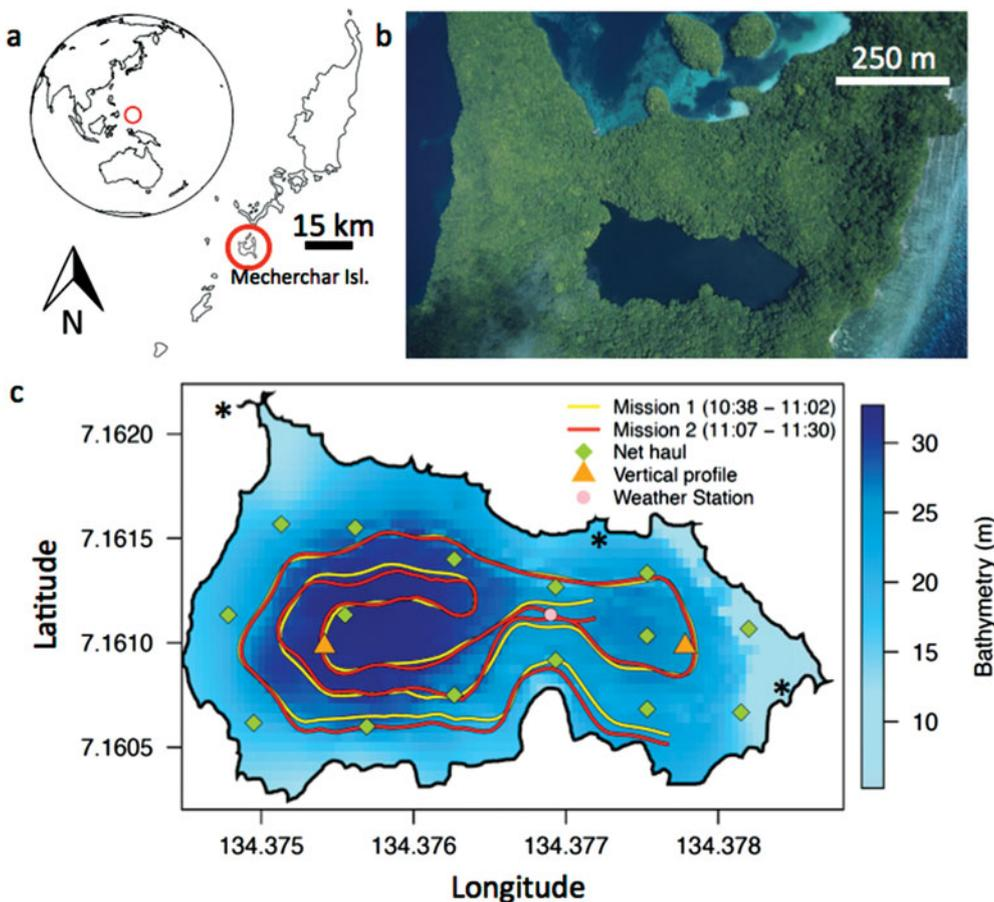 a
15 km
Mecherchar Isl.
N
b
250 m
c
Mission 1 (10:38 – 11:02)
Mission 2 (11:07 – 11:30)
Net haul
Vertical profile
Weather Station
*
*
*
7.1620
7.1615
7.1610
7.1605
Latitude
134.375 134.376 134.377 134.378
Longitude
30
20
10
Bathymetry (m)